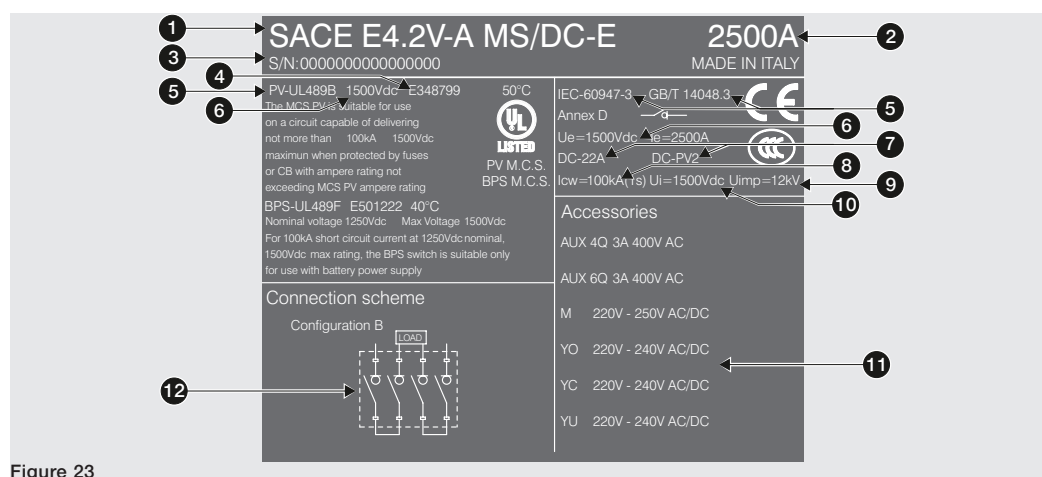 1 SACE E4.2V-A MS/DC-E 2500A 2
3 S/N:0000000000000000 MADE IN ITALY
4
5 PV-UL489B 1500Vdc E348799 50°C
6
The MCS PV is suitable for use
on a circuit capable of delivering
not more than 100kA 1500Vdc
maximun when protected by fuses
or CB with ampere rating not
exceeding MCS PV ampere rating
UL
LISTED
PV M.C.S.
BPS M.C.S.
BPS-UL489F E501222 40°C
Nominal voltage 1250Vdc Max Voltage 1500Vdc
For 100kA short circuit current at 1250Vdc nominal,
1500Vdc max rating, the BPS switch is suitable only
for use with battery power supply
IEC-60947-3 GB/T 14048.3 CE 5
Annex D 6
Ue=1500Vdc Ie=2500A 7
DC-22A DC-PV2 CCC 8
Icw=100kA(1s) Ui=1500Vdc Uimp=12kV 9
10
Accessories
AUX 4Q 3A 400V AC
AUX 6Q 3A 400V AC
M 220V - 250V AC/DC
YO 220V - 240V AC/DC 11
YC 220V - 240V AC/DC
YU 220V - 240V AC/DC
Connection scheme
Configuration B
LOAD
12
Figure 23